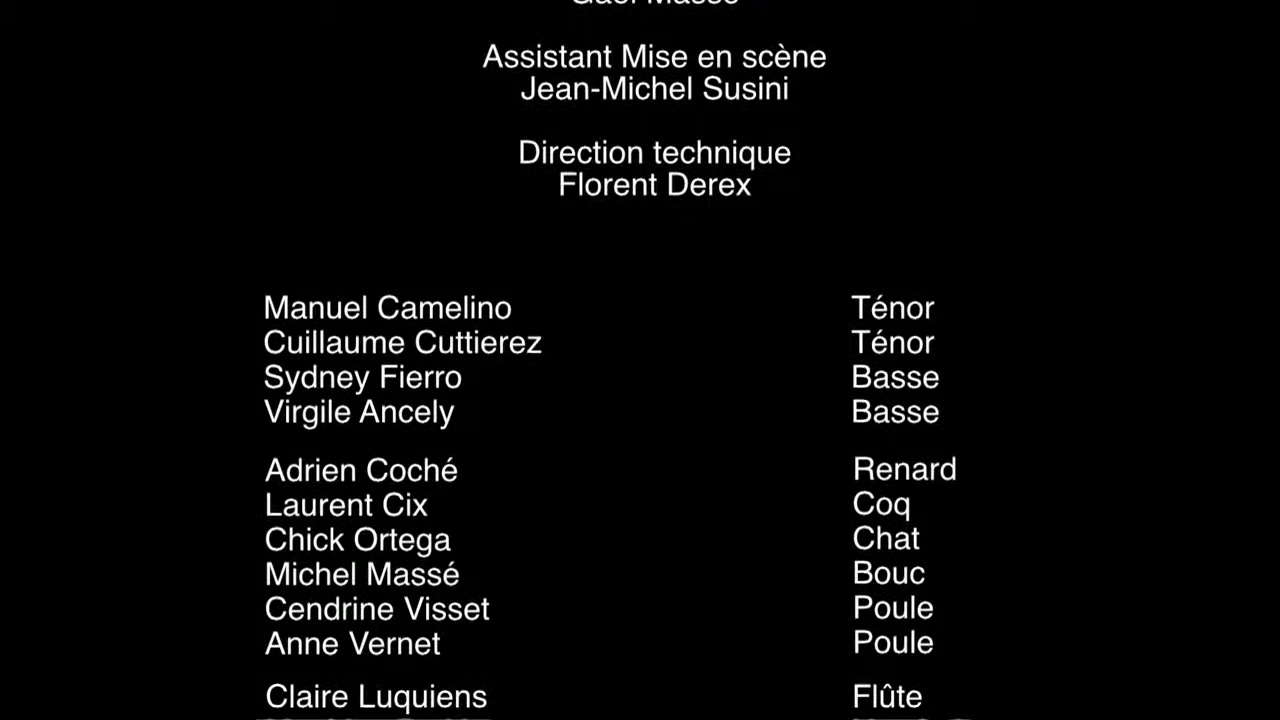 Gaël Massé
Assistant Mise en scène
Jean-Michel Susini
Direction technique
Florent Derex
Manuel Camelino Ténor
Cuillaume Cuttierez Ténor
Sydney Fierro Basse
Virgile Ancely Basse
Adrien Coché Renard
Laurent Cix Coq
Chick Ortega Chat
Michel Massé Bouc
Cendrine Visset Poule
Anne Vernet Poule
Claire Luquiens Flûte